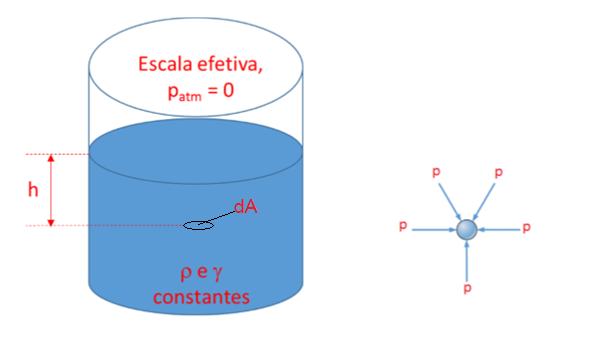 Escala efetiva,
patm = 0
h
dA
ρ e γ
constantes
p
p
p
p
p